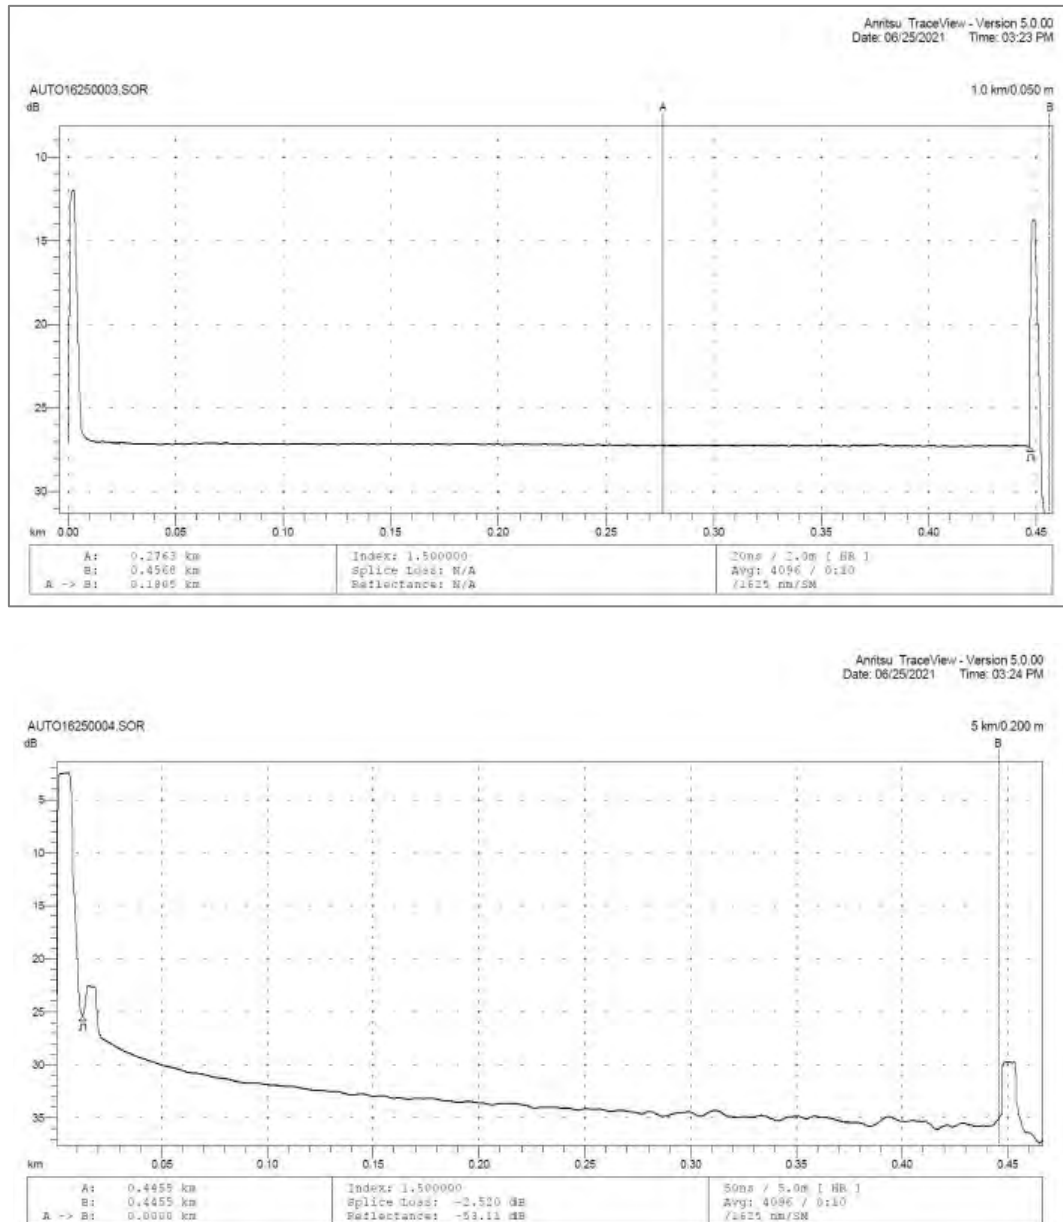 Anritsu TraceView - Version 5.0.00
Date: 06/25/2021 Time: 03:23 PM
AUTO16250003.SOR
1.0 km/0.050 m
dB
A
B
10
15
20
25
30
km 0.00 0.05 0.10 0.15 0.20 0.25 0.30 0.35 0.40 0.45
A: 0.2763 km
B: 0.4568 km
A -> B: 0.1805 km
Index: 1.500000
Splice Loss: N/A
Reflectance: N/A
20ns / 2.0m [ HR ]
Avg: 4096 / 0:10
/1625 nm/SM
Anritsu TraceView - Version 5.0.00
Date: 06/25/2021 Time: 03:24 PM
AUTO16250004.SOR
5 km/0.200 m
dB
B
5
10
15
20
25
30
35
km 0.05 0.10 0.15 0.20 0.25 0.30 0.35 0.40 0.45
A: 0.4455 km
B: 0.4455 km
A -> B: 0.0000 km
Index: 1.500000
Splice Loss: -2.520 dB
Reflectance: -53.11 dB
50ns / 5.0m [ HR ]
Avg: 4096 / 0:10
/1625 nm/SM